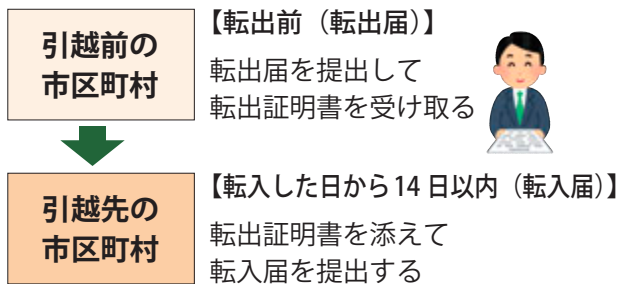 引越前の
市区町村
【転出前（転出届）】
転出届を提出して
転出証明書を受け取る
引越先の
市区町村
【転入した日から14日以内（転入届）】
転出証明書を添えて
転入届を提出する